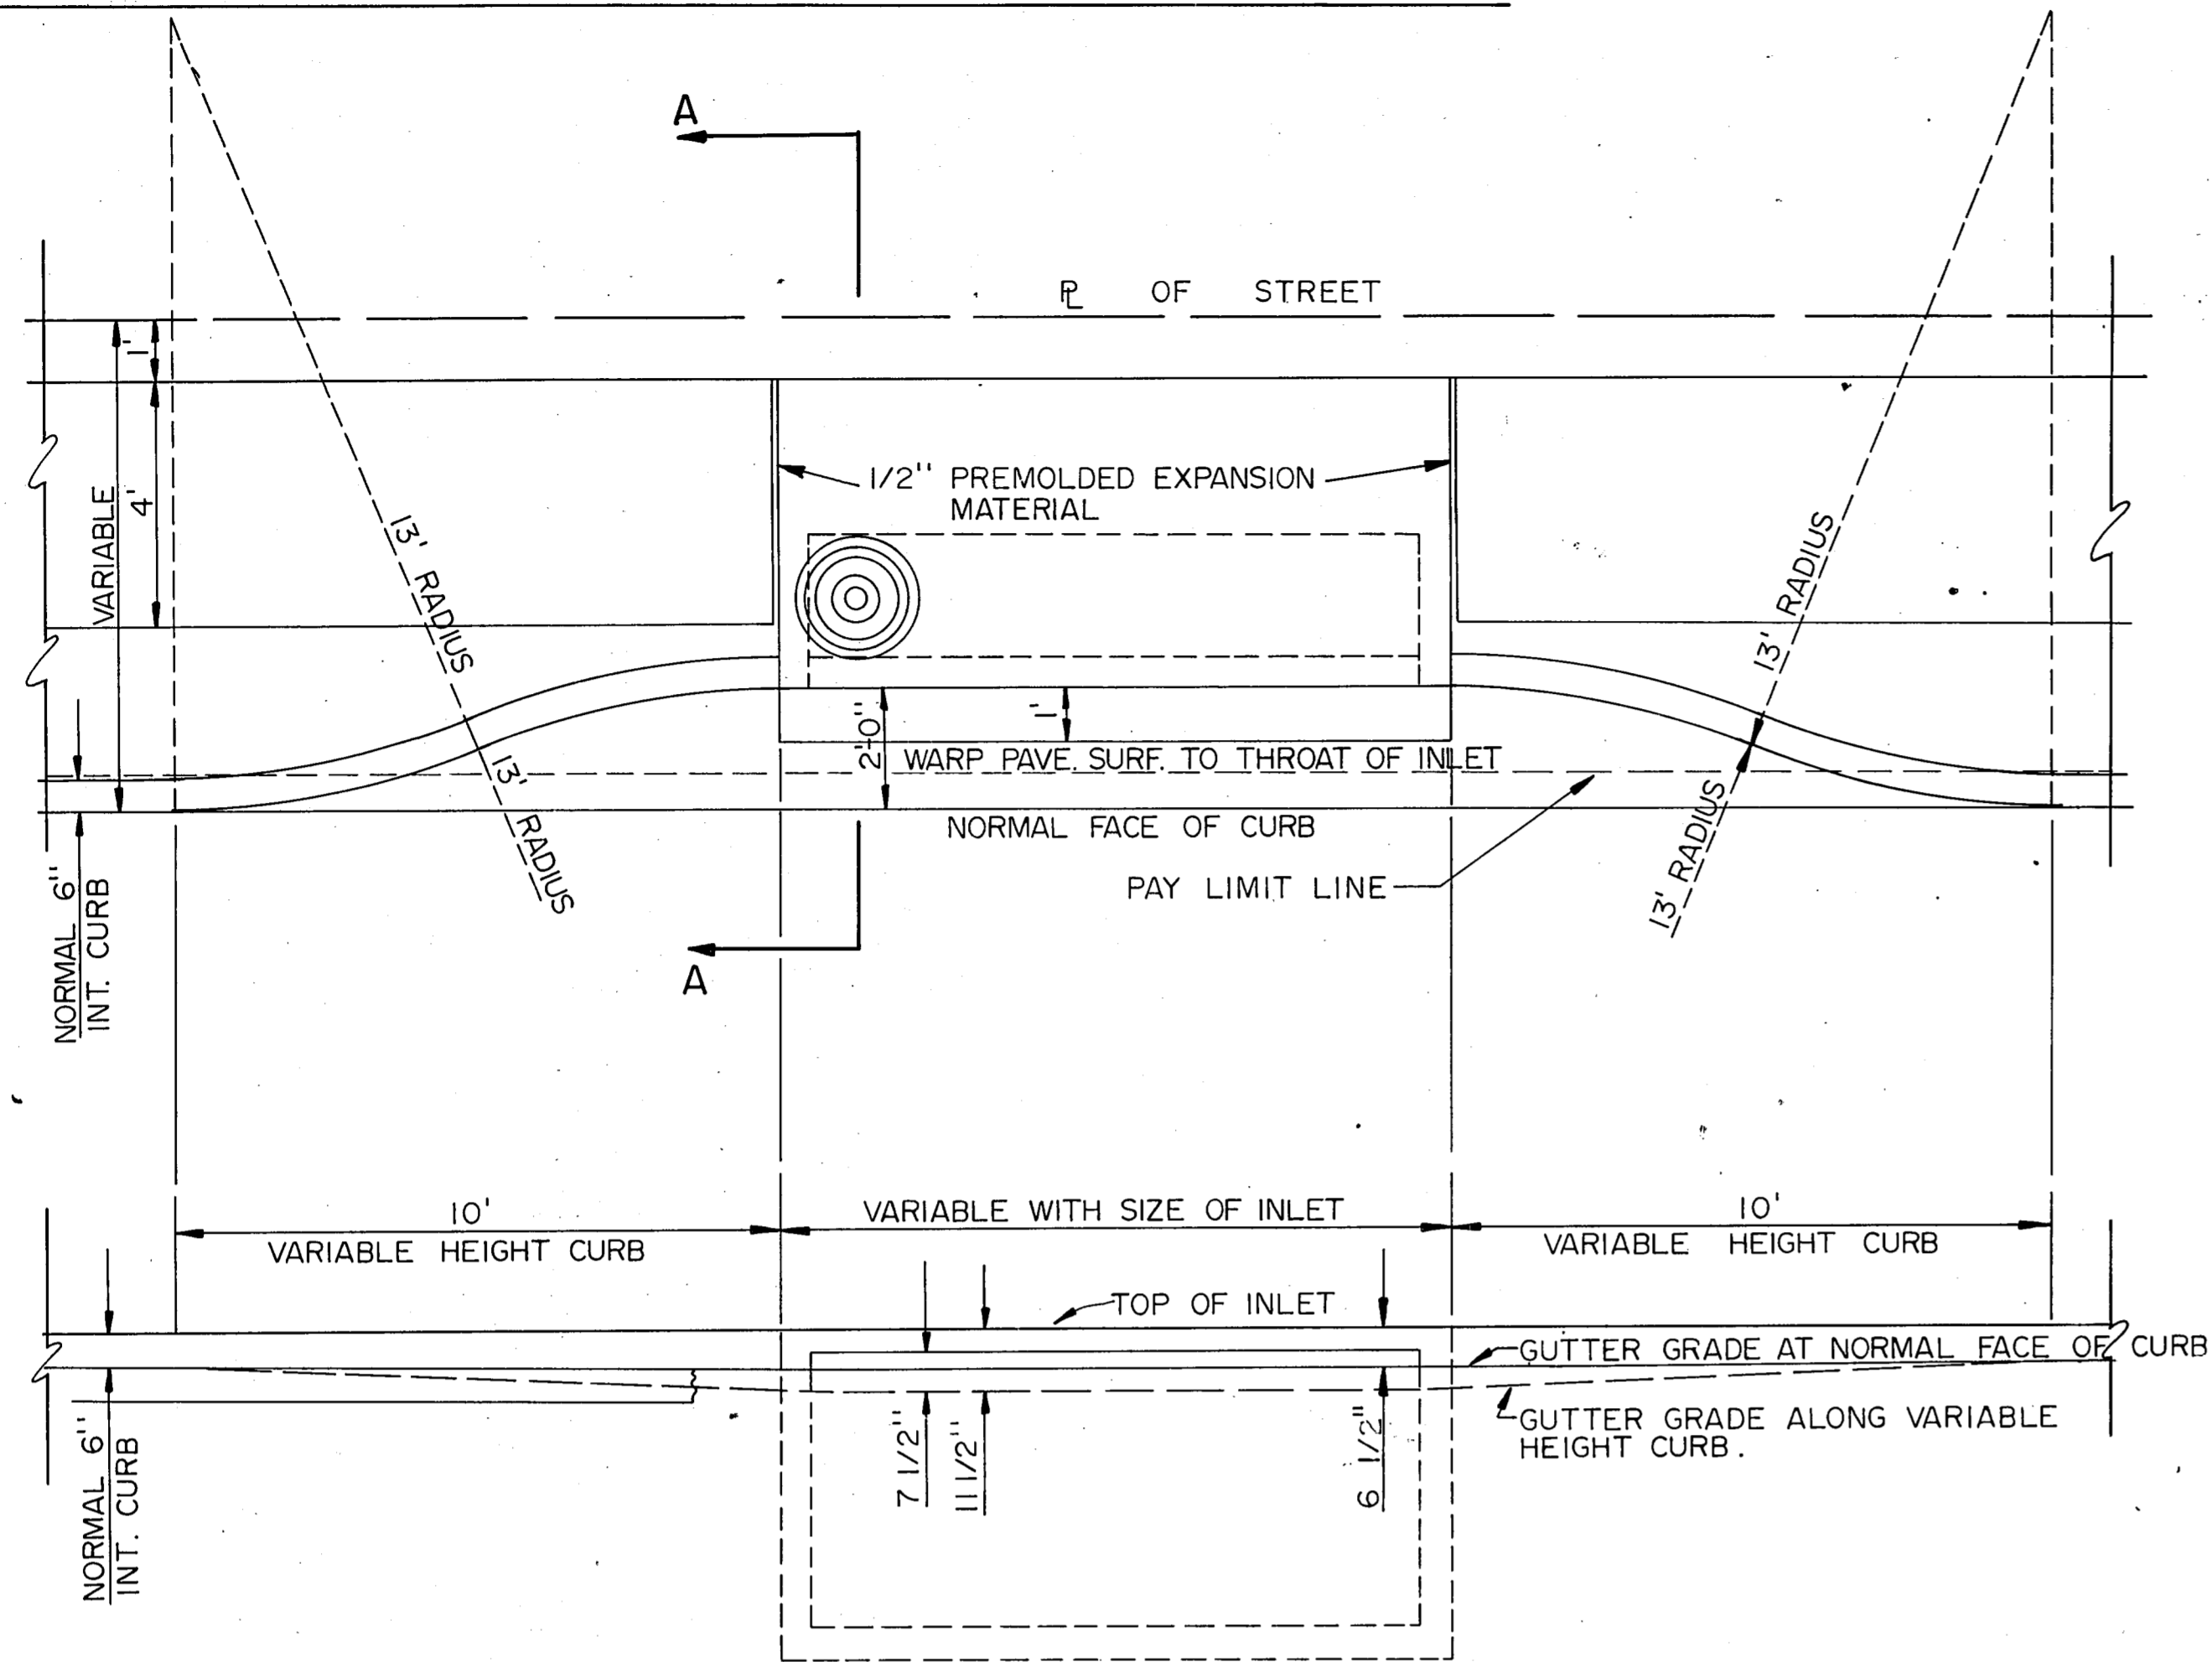 A
℄ OF STREET
1'
VARIABLE
4'
1/2" PREMOLDED EXPANSION
MATERIAL
13' RADIUS
13' RADIUS
13' RADIUS
13' RADIUS
2'-0"
1'
WARP PAVE. SURF. TO THROAT OF INLET
NORMAL FACE OF CURB
PAY LIMIT LINE
NORMAL 6"
INT. CURB
A
10'
VARIABLE HEIGHT CURB
VARIABLE WITH SIZE OF INLET
10'
VARIABLE HEIGHT CURB
TOP OF INLET
GUTTER GRADE AT NORMAL FACE OF CURB
GUTTER GRADE ALONG VARIABLE
HEIGHT CURB.
7 1/2"
11 1/2"
6 1/2"
NORMAL 6"
INT. CURB